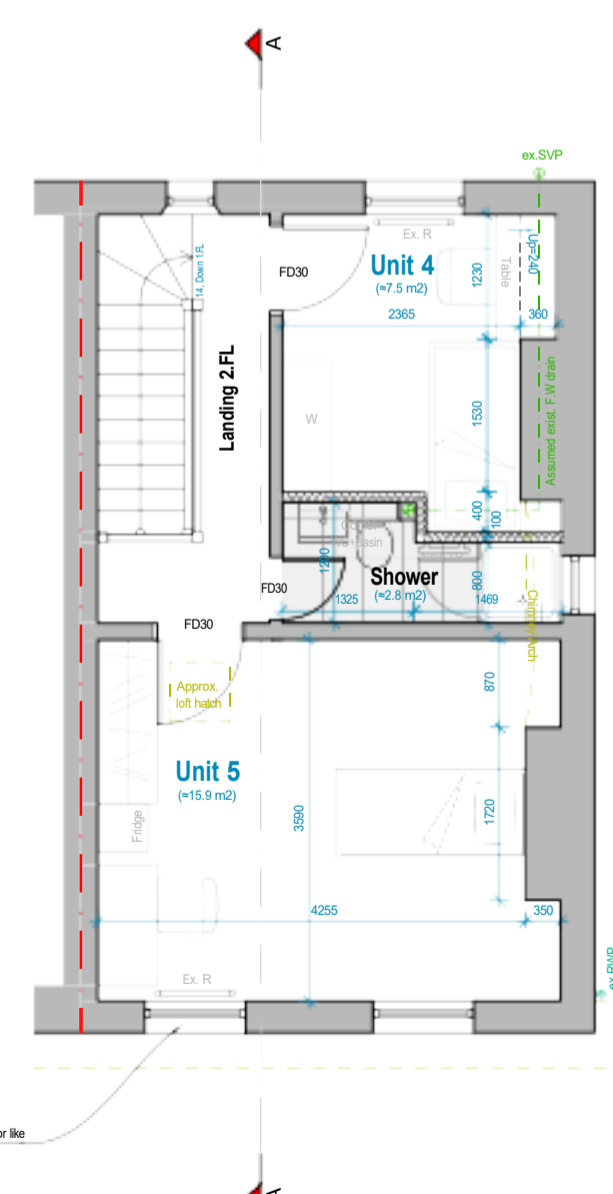 A
ex.SVP
Ex. R
FD30
Unit 4
(≈7.5 m2)
1230
Table
Up=240
14, Down 1.FL
2365
360
Landing 2.FL
W
1530
Assumed exist. F.W drain
400
100
1200
FD30
Shower
(≈2.8 m2)
1325
800
1469
Chimney Arch
FD30
Approx.
loft hatch
870
Unit 5
(≈15.9 m2)
Fridge
3590
1720
4255
350
Ex. R
ex.RWP
or like
A